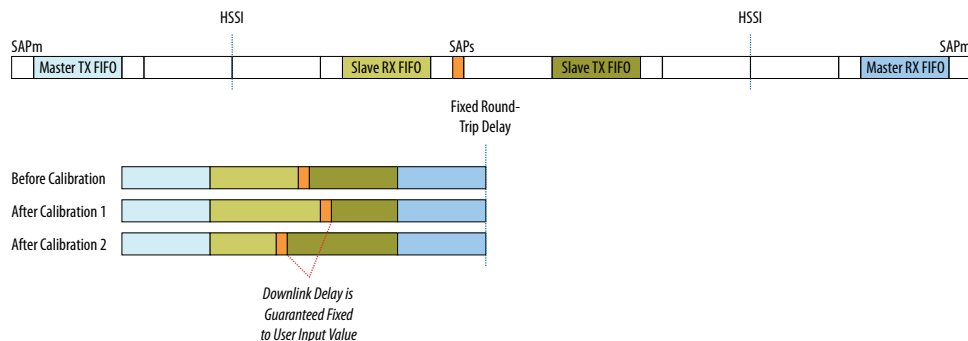 HSSI HSSI
SAPm SAPs SAPm
Master TX FIFO Slave RX FIFO Slave TX FIFO Master RX FIFO
Fixed Round-
Trip Delay
Before Calibration
After Calibration 1
After Calibration 2
Downlink Delay is
Guaranteed Fixed
to User Input Value